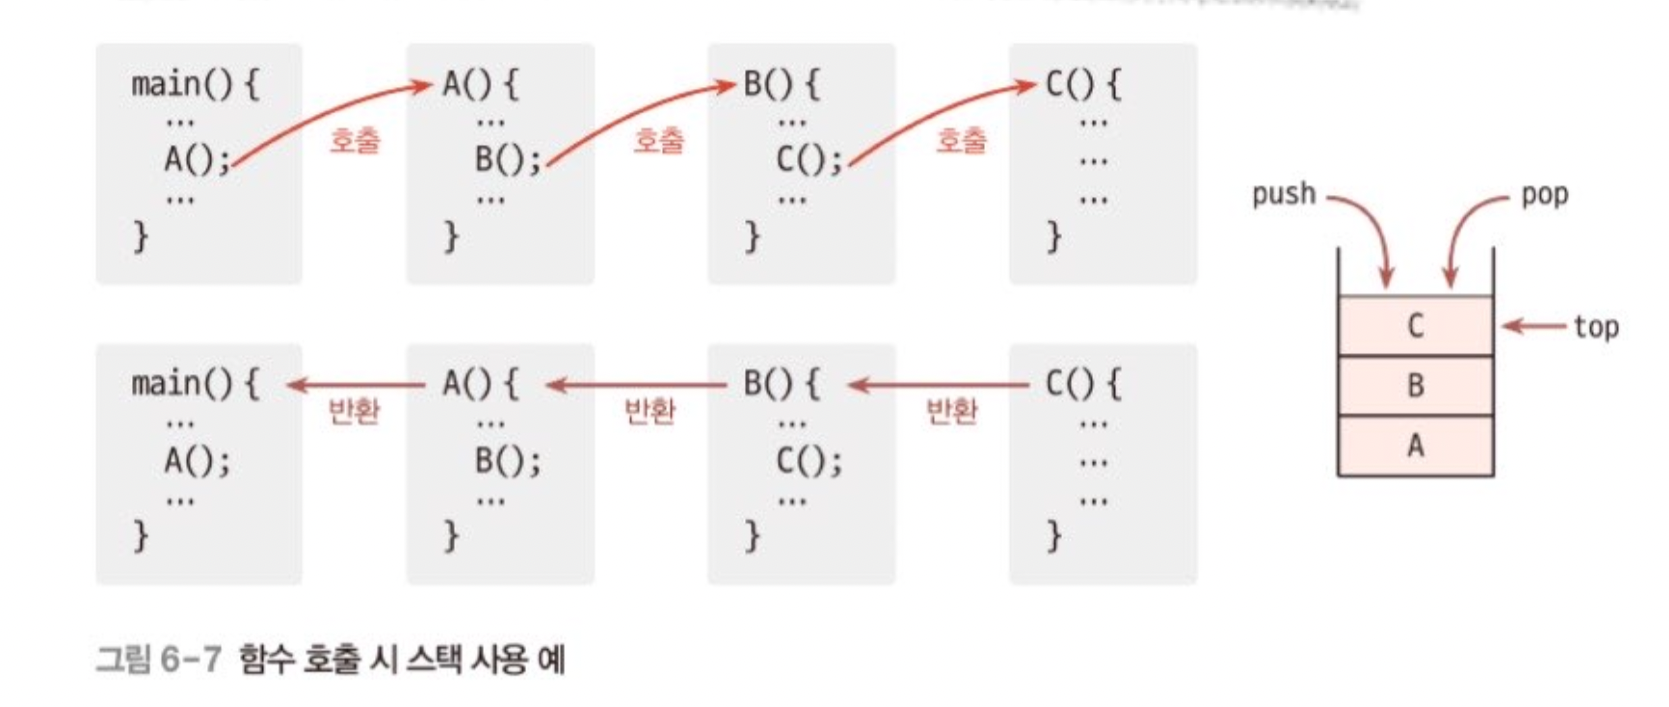 main() {
...
A();
...
}
호출
A() {
...
B();
...
}
호출
B() {
...
C();
...
}
호출
C() {
...
...
...
}
main() {
...
A();
...
}
반환
A() {
...
B();
...
}
반환
B() {
...
C();
...
}
반환
C() {
...
...
...
}
push
pop
C
top
B
A
그림 6-7 함수 호출 시 스택 사용 예